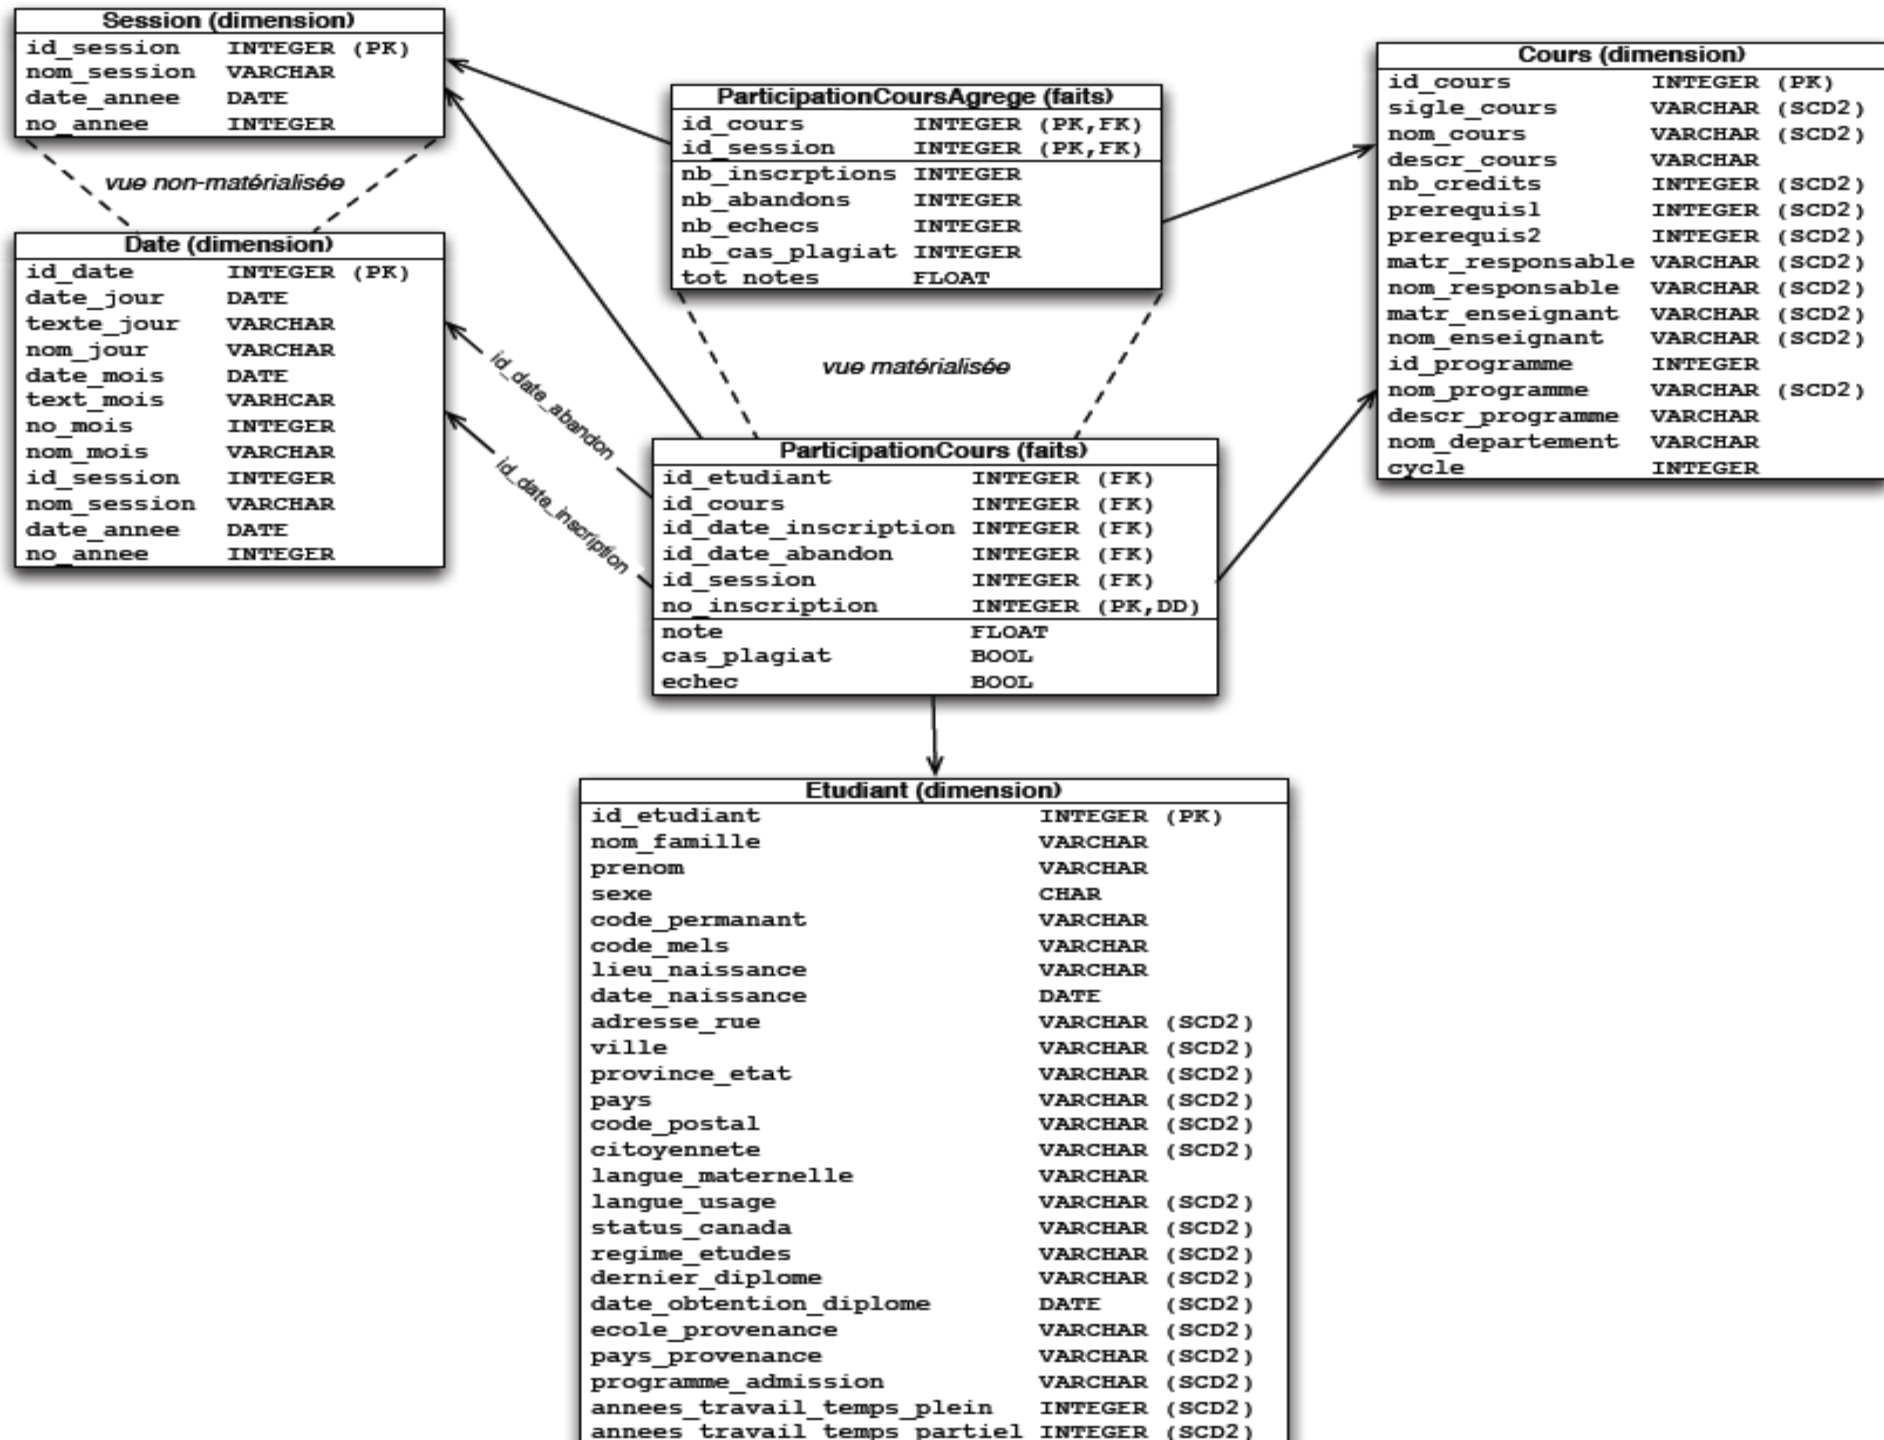 Session (dimension)
id_session INTEGER (PK)
nom_session VARCHAR
date_annee DATE
no_annee INTEGER
vue non-matérialisée
Date (dimension)
id_date INTEGER (PK)
date_jour DATE
texte_jour VARCHAR
nom_jour VARCHAR
date_mois DATE
text_mois VARHCAR
no_mois INTEGER
nom_mois VARCHAR
id_session INTEGER
nom_session VARCHAR
date_annee DATE
no_annee INTEGER
id_date_abandon
id_date_inscription
ParticipationCoursAgrege (faits)
id_cours INTEGER (PK,FK)
id_session INTEGER (PK,FK)
nb_inscrptions INTEGER
nb_abandons INTEGER
nb_echecs INTEGER
nb_cas_plagiat INTEGER
tot_notes FLOAT
vue matérialisée
ParticipationCours (faits)
id_etudiant INTEGER (FK)
id_cours INTEGER (FK)
id_date_inscription INTEGER (FK)
id_date_abandon INTEGER (FK)
id_session INTEGER (FK)
no_inscription INTEGER (PK,DD)
note FLOAT
cas_plagiat BOOL
echec BOOL
Cours (dimension)
id_cours INTEGER (PK)
sigle_cours VARCHAR (SCD2)
nom_cours VARCHAR (SCD2)
descr_cours VARCHAR
nb_credits INTEGER (SCD2)
prerequis1 INTEGER (SCD2)
prerequis2 INTEGER (SCD2)
matr_responsable VARCHAR (SCD2)
nom_responsable VARCHAR (SCD2)
matr_enseignant VARCHAR (SCD2)
nom_enseignant VARCHAR (SCD2)
id_programme INTEGER
nom_programme VARCHAR (SCD2)
descr_programme VARCHAR
nom_departement VARCHAR
cycle INTEGER
Etudiant (dimension)
id_etudiant INTEGER (PK)
nom_famille VARCHAR
prenom VARCHAR
sexe CHAR
code_permanant VARCHAR
code_mels VARCHAR
lieu_naissance VARCHAR
date_naissance DATE
adresse_rue VARCHAR (SCD2)
ville VARCHAR (SCD2)
province_etat VARCHAR (SCD2)
pays VARCHAR (SCD2)
code_postal VARCHAR (SCD2)
citoyennete VARCHAR (SCD2)
langue_maternelle VARCHAR
langue_usage VARCHAR (SCD2)
status_canada VARCHAR (SCD2)
regime_etudes VARCHAR (SCD2)
dernier_diplome VARCHAR (SCD2)
date_obtention_diplome DATE (SCD2)
ecole_provenance VARCHAR (SCD2)
pays_provenance VARCHAR (SCD2)
programme_admission VARCHAR (SCD2)
annees_travail_temps_plein INTEGER (SCD2)
annees_travail_temps_partiel INTEGER (SCD2)